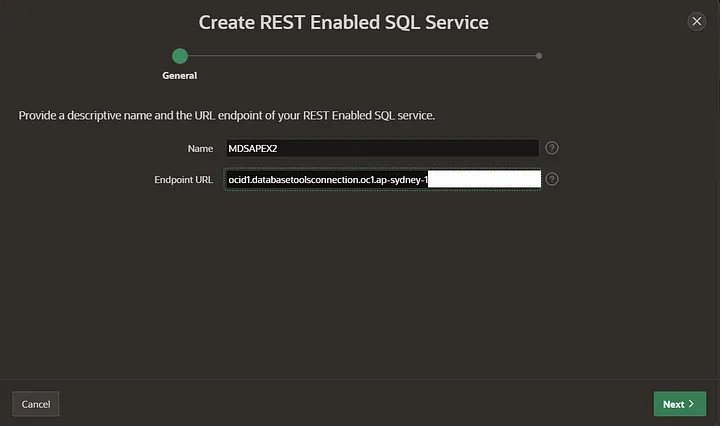 Create REST Enabled SQL Service
General
Provide a descriptive name and the URL endpoint of your REST Enabled SQL service.
Name MDSAPEX2
Endpoint URL ocid1.databasetoolsconnection.oc1.ap-sydney-1
Cancel Next